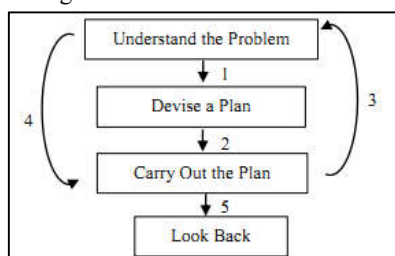 Understand the Problem
1
Devise a Plan
4
3
2
Carry Out the Plan
5
Look Back